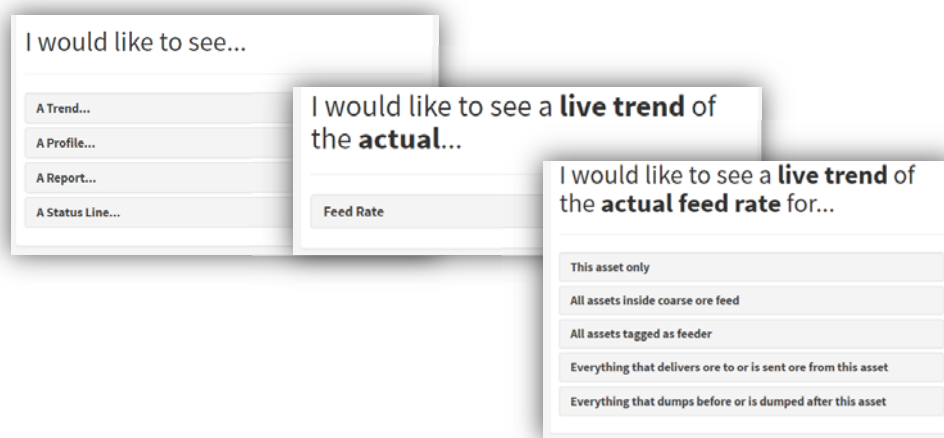 I would like to see...
A Trend...
A Profile...
A Report...
A Status Line...
I would like to see a live trend of
the actual...
Feed Rate
I would like to see a live trend of
the actual feed rate for...
This asset only
All assets inside coarse ore feed
All assets tagged as feeder
Everything that delivers ore to or is sent ore from this asset
Everything that dumps before or is dumped after this asset